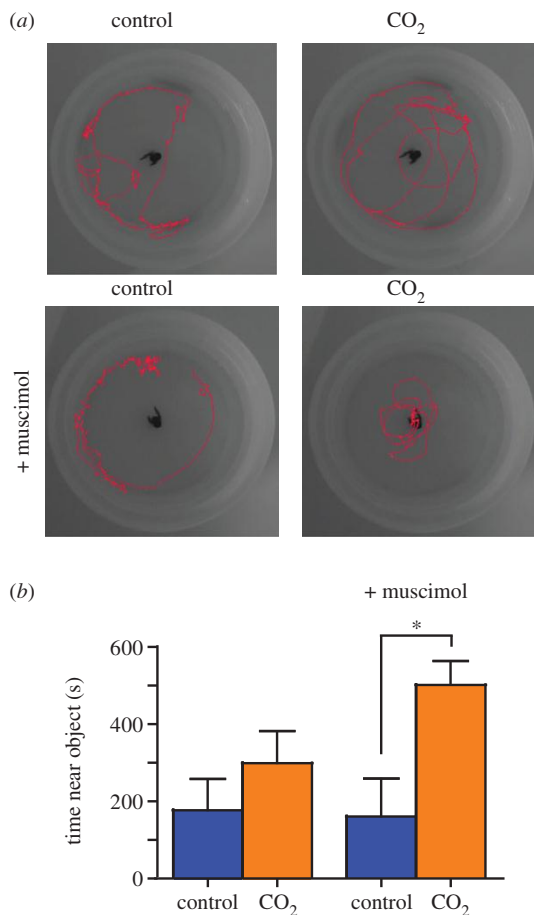 (a)
control
CO2
control
CO2
+ muscimol
(b)
+ muscimol
*
600
400
200
0
time near object (s)
control
CO2
control
CO2